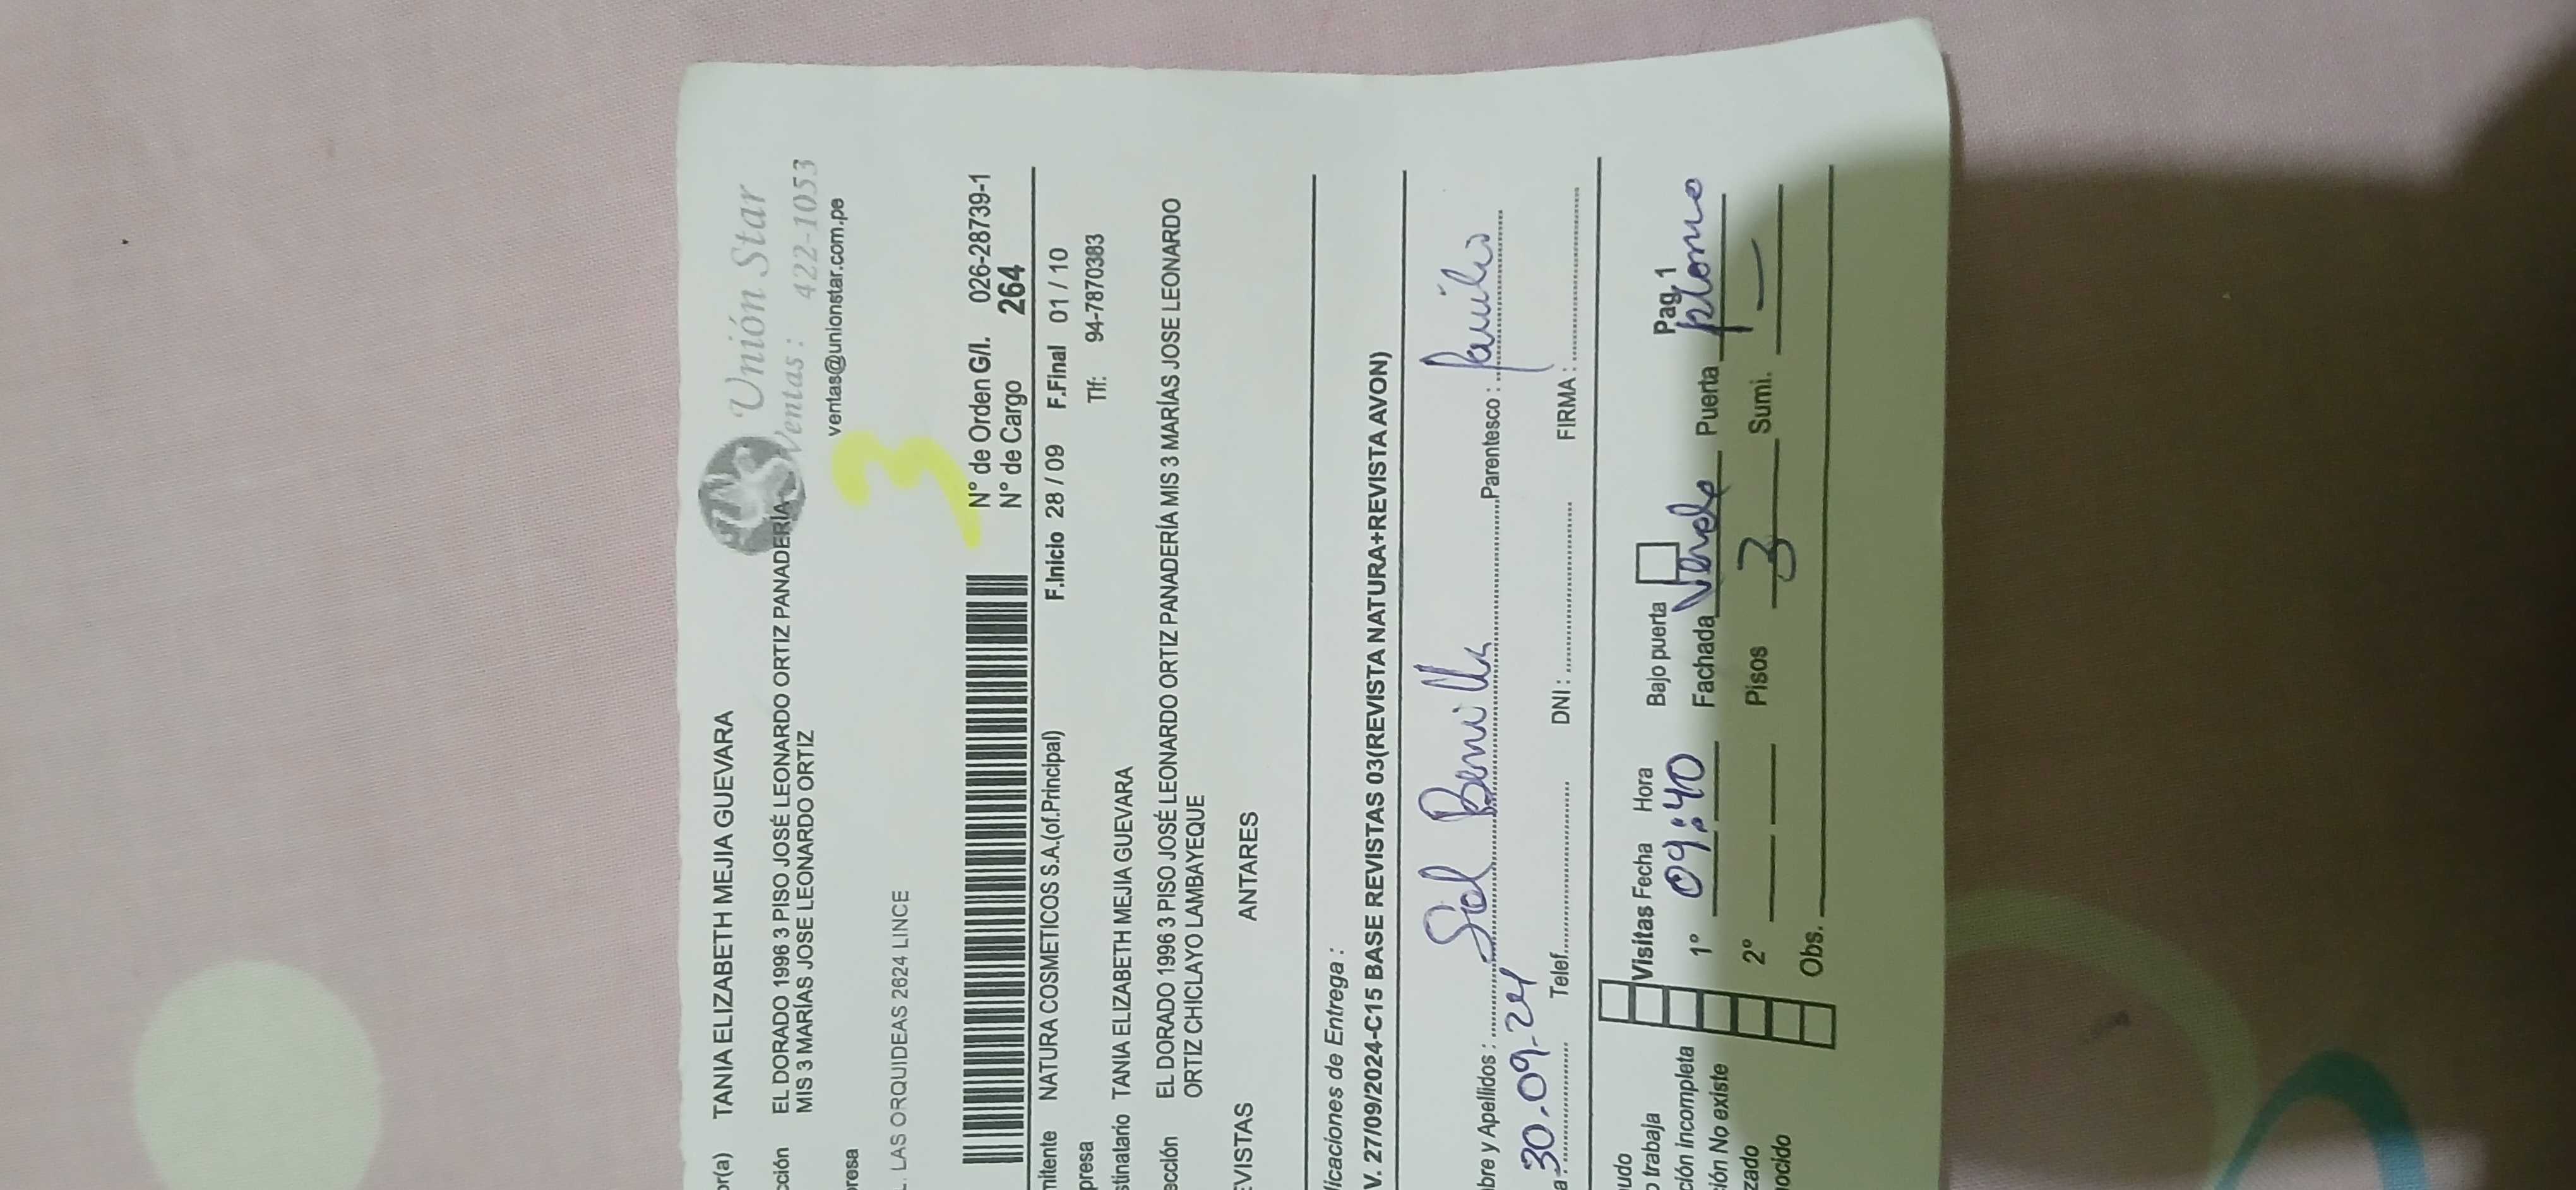 or(a) TANIA ELIZABETH MEJIA GUEVARA
Unión Star
cción EL DORADO 1996 3 PISO JOSÉ LEONARDO ORTIZ PANADERÍA
Ventas: 422-1053
MIS 3 MARÍAS JOSE LEONARDO ORTIZ
ventas@unionstar.com.pe
resa
3
. LAS ORQUIDEAS 2624 LINCE
N° de Orden G/I. 026-28739-1
N° de Cargo 264
mitente NATURA COSMETICOS S.A.(of.Principal) F.Inicio 28 / 09 F.Final 01 / 10
presa Tlf: 94-7870383
stinatario TANIA ELIZABETH MEJIA GUEVARA
ección EL DORADO 1996 3 PISO JOSÉ LEONARDO ORTIZ PANADERÍA MIS 3 MARÍAS JOSE LEONARDO
ORTIZ CHICLAYO LAMBAYEQUE
EVISTAS ANTARES
licaciones de Entrega :
V. 27/09/2024-C15 BASE REVISTAS 03(REVISTA NATURA+REVISTA AVON)
bre y Apellidos : Parentesco :
a : 30-09-24 Telef. DNI : FIRMA :
udo
o trabaja Visitas Fecha Hora Bajo puerta Pag. 1
ción Incompleta 1° 09:40 Fachada Verde Puerta plomo
ión No existe
zado 2° Pisos 3 Sumi. —
ocido Obs.